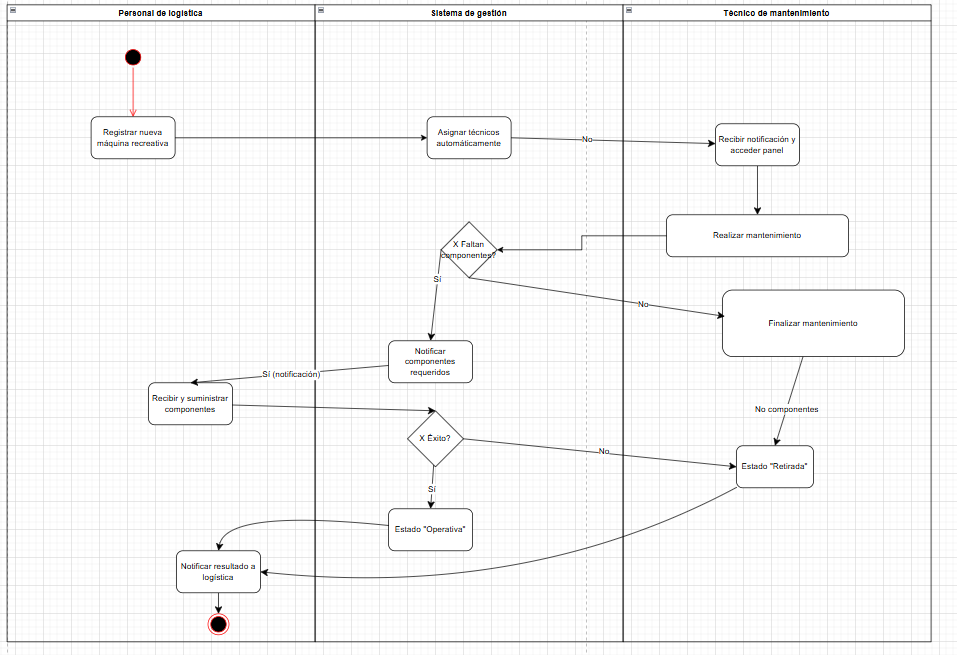 Personal de logística
Sistema de gestión
Técnico de mantenimiento
Registrar nueva
máquina recreativa
Asignar técnicos
automáticamente
No
Recibir notificación y
acceder panel
Realizar mantenimiento
X Faltan
componentes?
Sí
No
Finalizar mantenimiento
Notificar
componentes
requeridos
Sí (notificación)
Recibir y suministrar
componentes
No componentes
X Éxito?
No
Estado "Retirada"
Sí
Estado "Operativa"
Notificar resultado a
logística